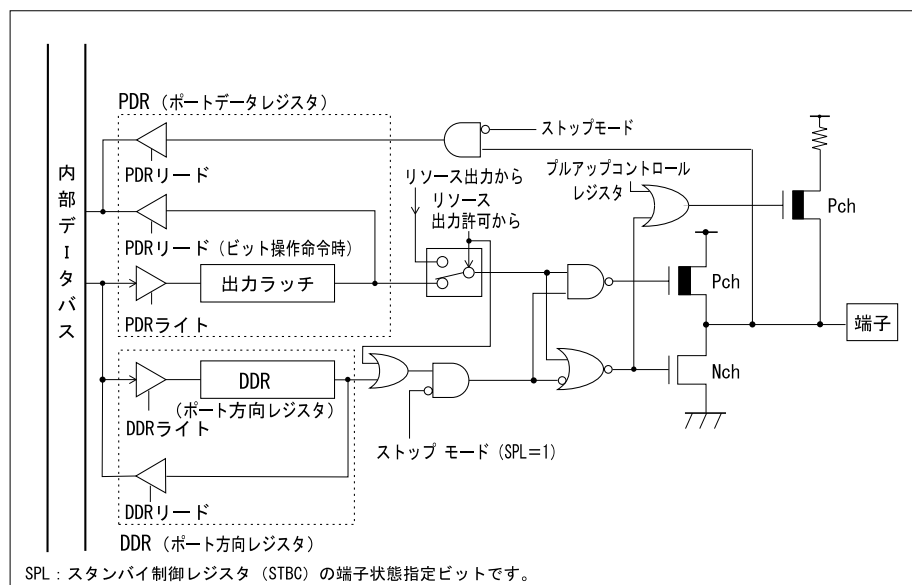 PDR（ポートデータレジスタ）
ストップモード
PDRリード
内部データバス
リソース出力から
リソース
出力許可から
プルアップコントロール
レジスタ
Pch
PDRリード（ビット操作命令時）
出力ラッチ
Pch
PDRライト
端子
DDR
（ポート方向レジスタ）
Nch
DDRライト
ストップ モード（SPL=1）
DDRリード
DDR（ポート方向レジスタ）
SPL：スタンバイ制御レジスタ（STBC）の端子状態指定ビットです。